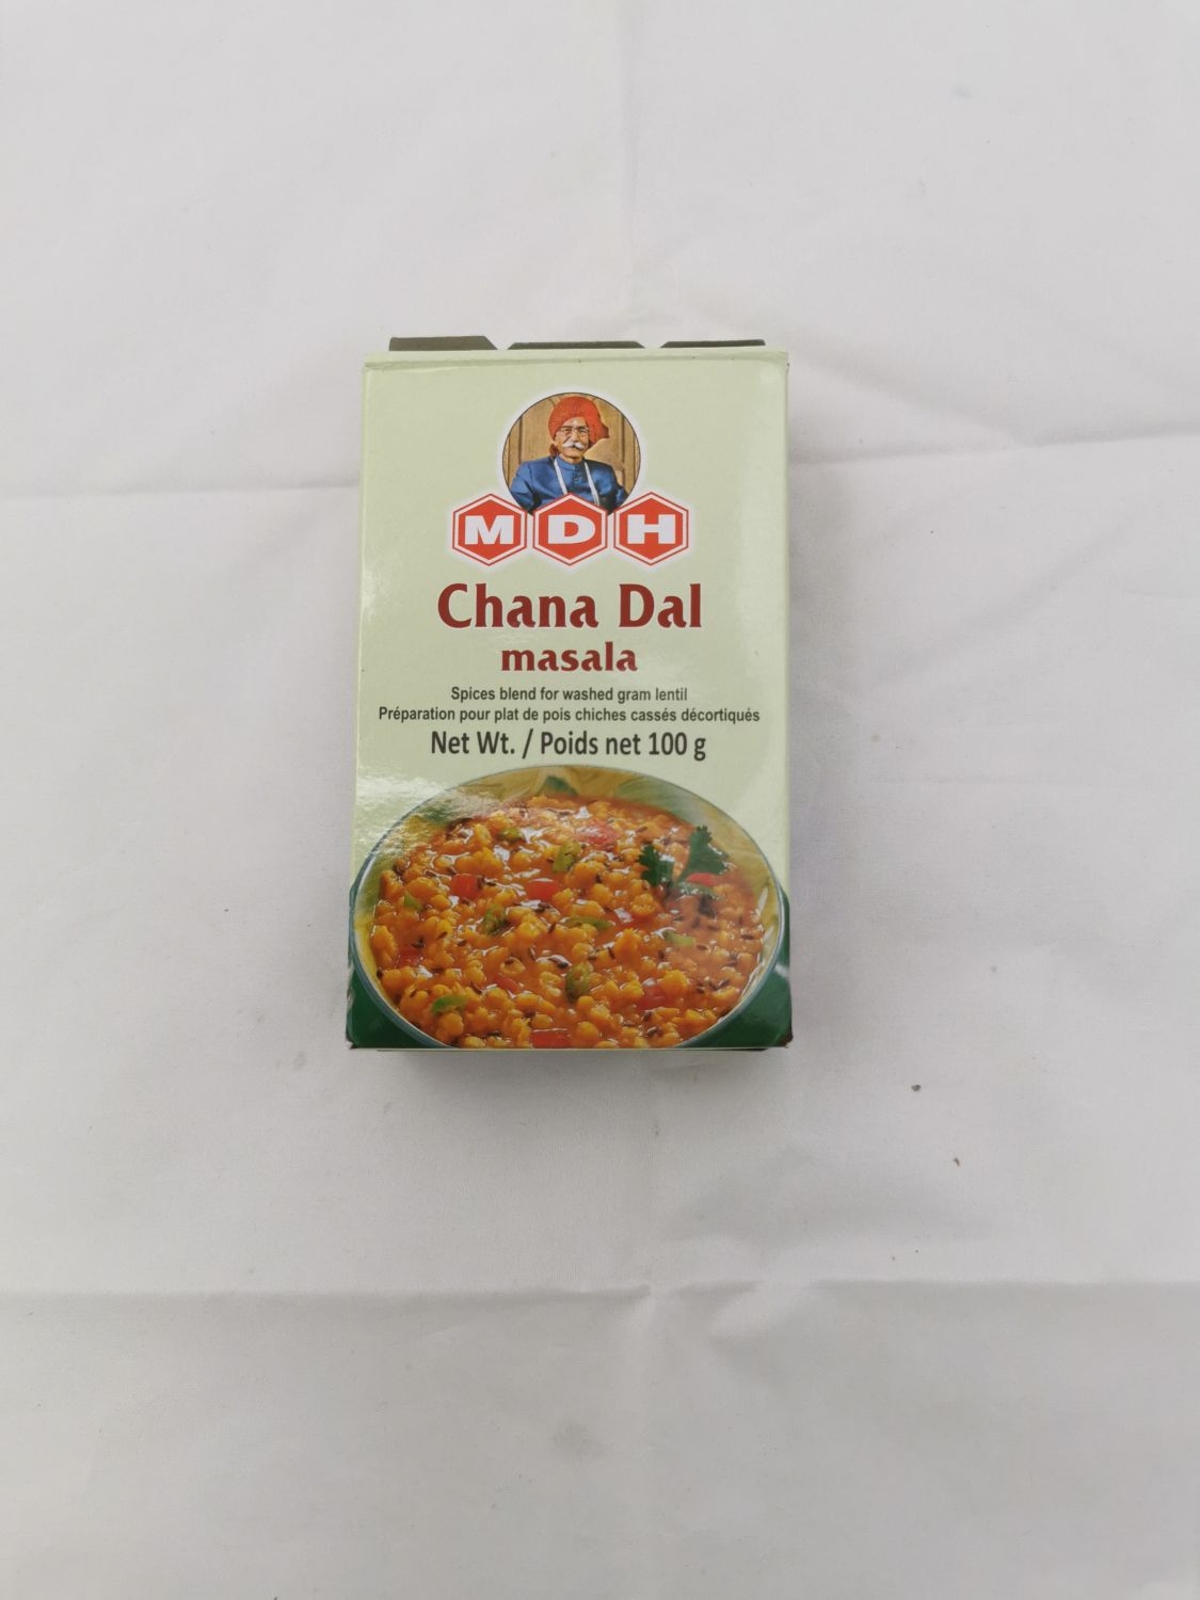 MDH
Chana Dal
masala
Spices blend for washed gram lentil
Préparation pour plat de pois chiches cassés décortiqués
Net Wt. / Poids net 100 g